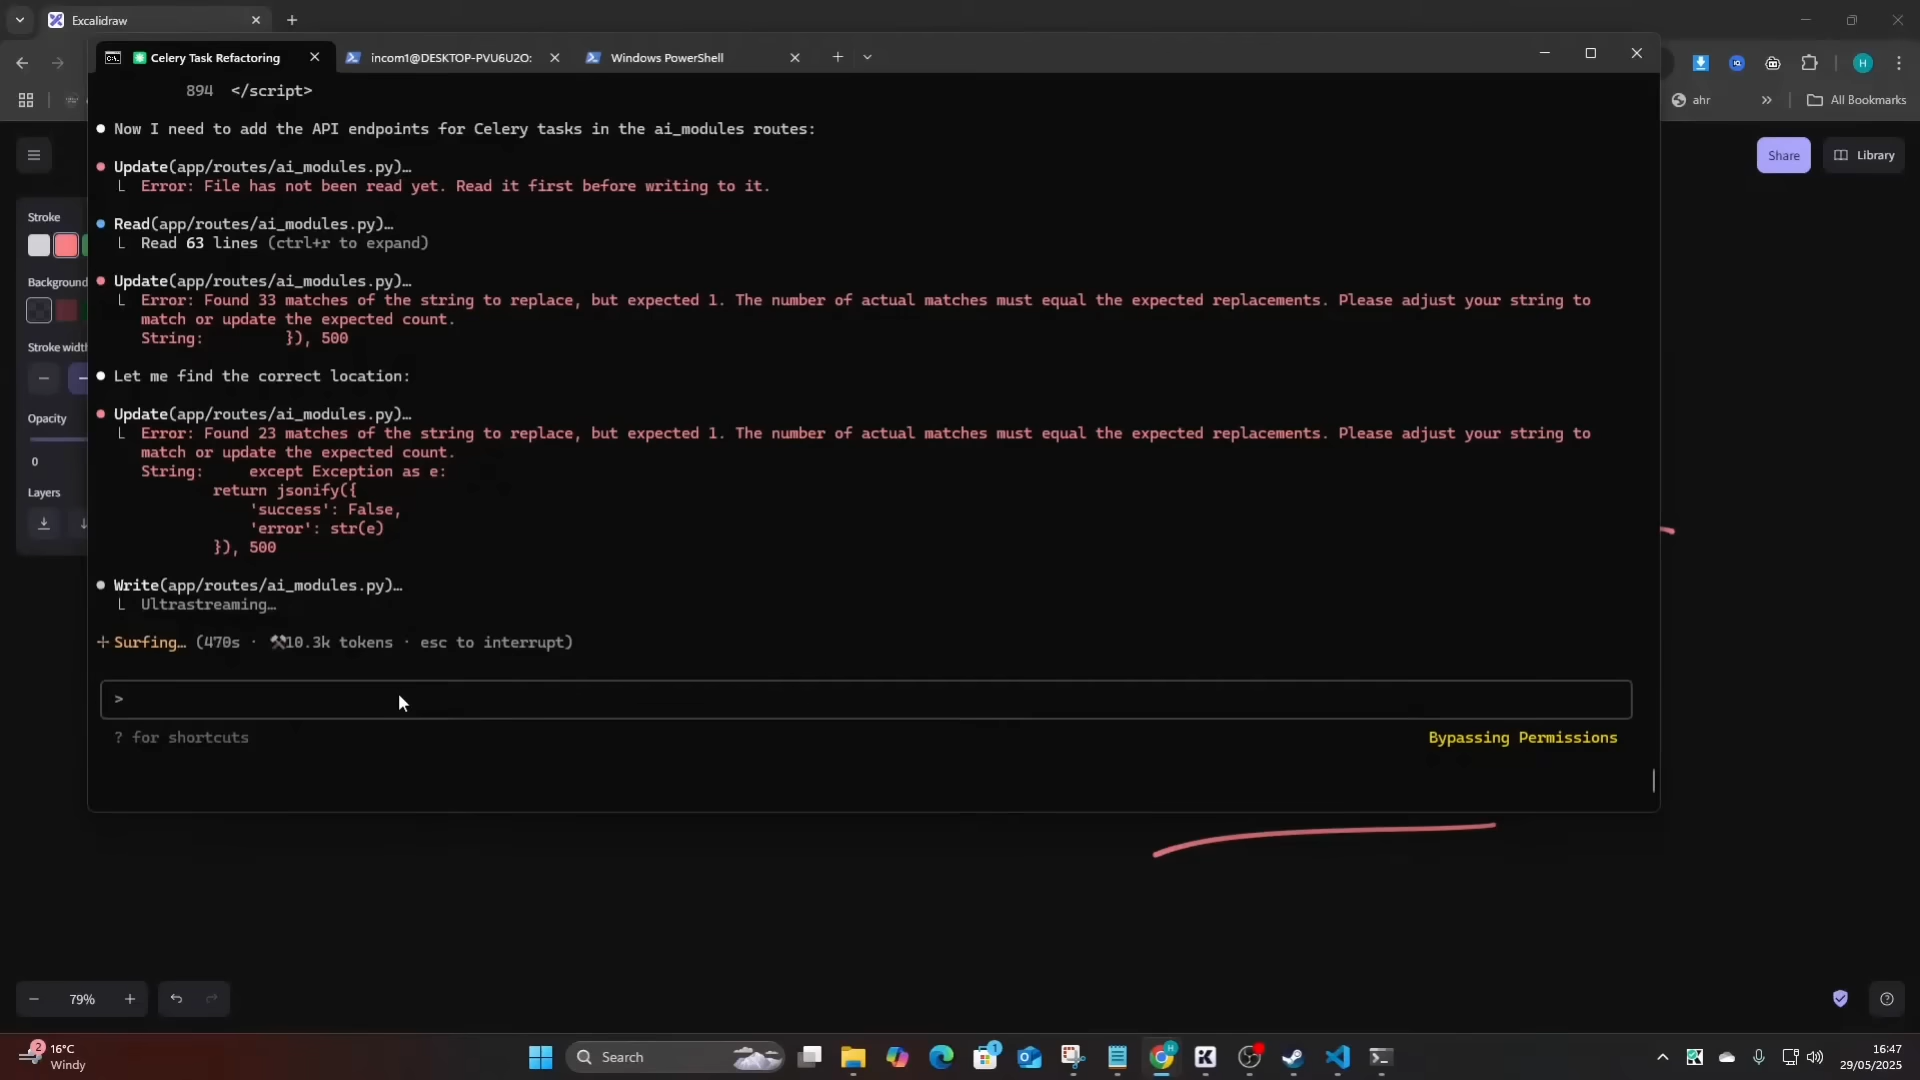 Excalidraw
Celery Task Refactoring
incom1@DESKTOP-PVU6U2O:
Windows PowerShell
H
ahr
All Bookmarks
894 </script>
Now I need to add the API endpoints for Celery tasks in the ai_modules routes:
Share
Library
Update(app/routes/ai_modules.py)…
Error: File has not been read yet. Read it first before writing to it.
Stroke
Read(app/routes/ai_modules.py)…
Read 63 lines (ctrl+r to expand)
Background
Update(app/routes/ai_modules.py)…
Error: Found 33 matches of the string to replace, but expected 1. The number of actual matches must equal the expected replacements. Please adjust your string to
match or update the expected count.
String:         }), 500
Stroke width
Let me find the correct location:
Opacity
Update(app/routes/ai_modules.py)…
Error: Found 23 matches of the string to replace, but expected 1. The number of actual matches must equal the expected replacements. Please adjust your string to
match or update the expected count.
0
String:     except Exception as e:
Layers
return jsonify({
'success': False,
'error': str(e)
}), 500
Write(app/routes/ai_modules.py)…
Ultrastreaming…
Surfing… (470s · ⚒10.3k tokens · esc to interrupt)
>
? for shortcuts
Bypassing Permissions
79%
2
16°C
Windy
Search
1
H
16:47
29/05/2025